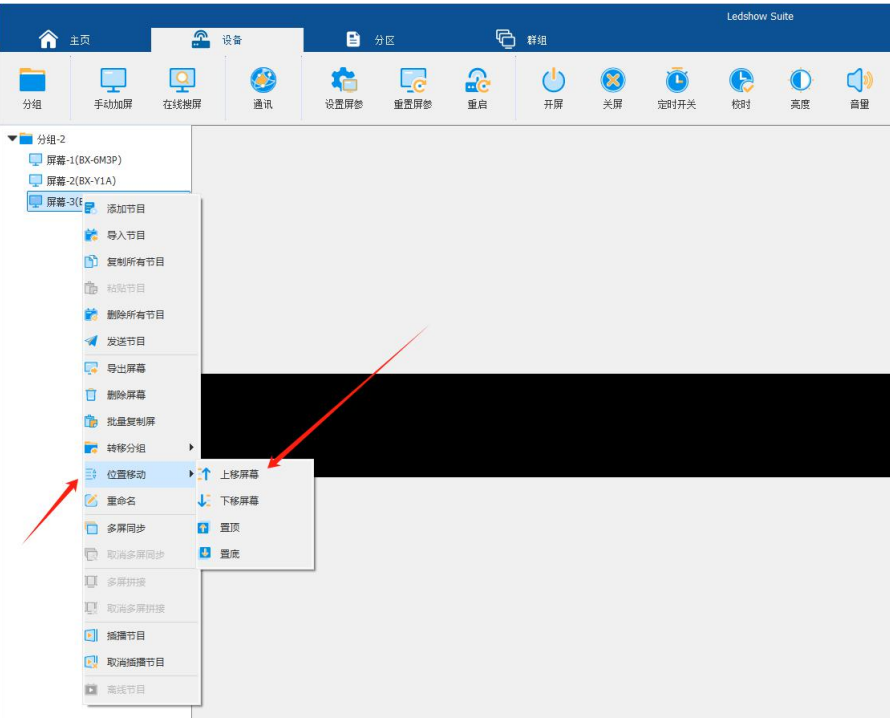 Ledshow Suite
主页 设备 分区 群组
分组 手动加屏 在线搜屏 通讯 设置屏参 重置屏参 重启 开屏 关屏 定时开关 校时 亮度 音量
分组-2
屏幕-1(BX-6M3P)
屏幕-2(BX-Y1A)
屏幕-3(E
添加节目
导入节目
复制所有节目
粘贴节目
删除所有节目
发送节目
导出屏幕
删除屏幕
批量复制屏
转移分组
位置移动
上移屏幕
重命名
下移屏幕
多屏同步
置顶
取消多屏同步
置底
多屏拼接
取消多屏拼接
插播节目
取消插播节目
离线节目